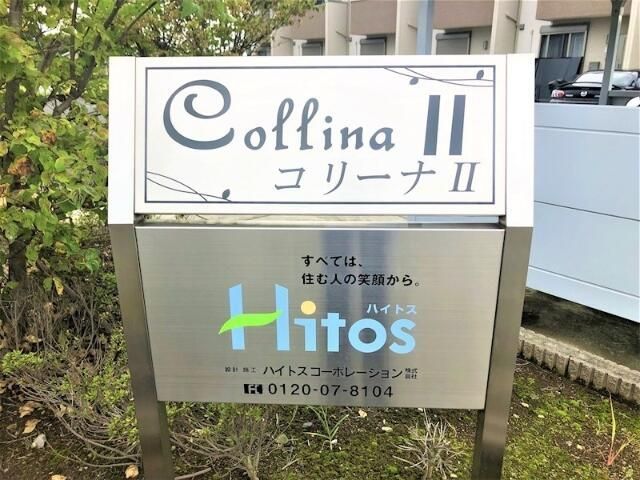 Collina II
コリーナII
すべては、
住む人の笑顔から。
ハイトス
Hitos
設計 施工 ハイトスコーポレーション株式会社
0120-07-8104